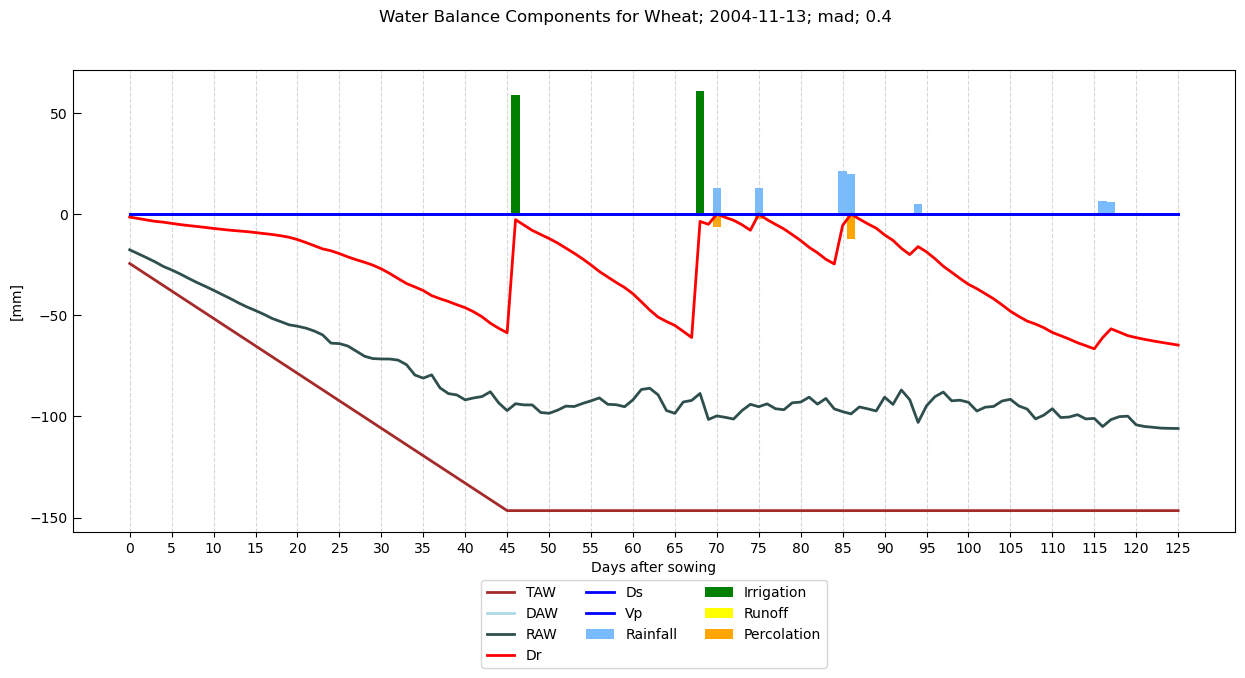 Water Balance Components for Wheat; 2004-11-13; mad; 0.4
50
0
−50
−100
−150
[mm]
0 5 10 15 20 25 30 35 40 45 50 55 60 65 70 75 80 85 90 95 100 105 110 115 120 125
Days after sowing
TAW Ds Irrigation
DAW Vp Runoff
RAW Rainfall Percolation
Dr